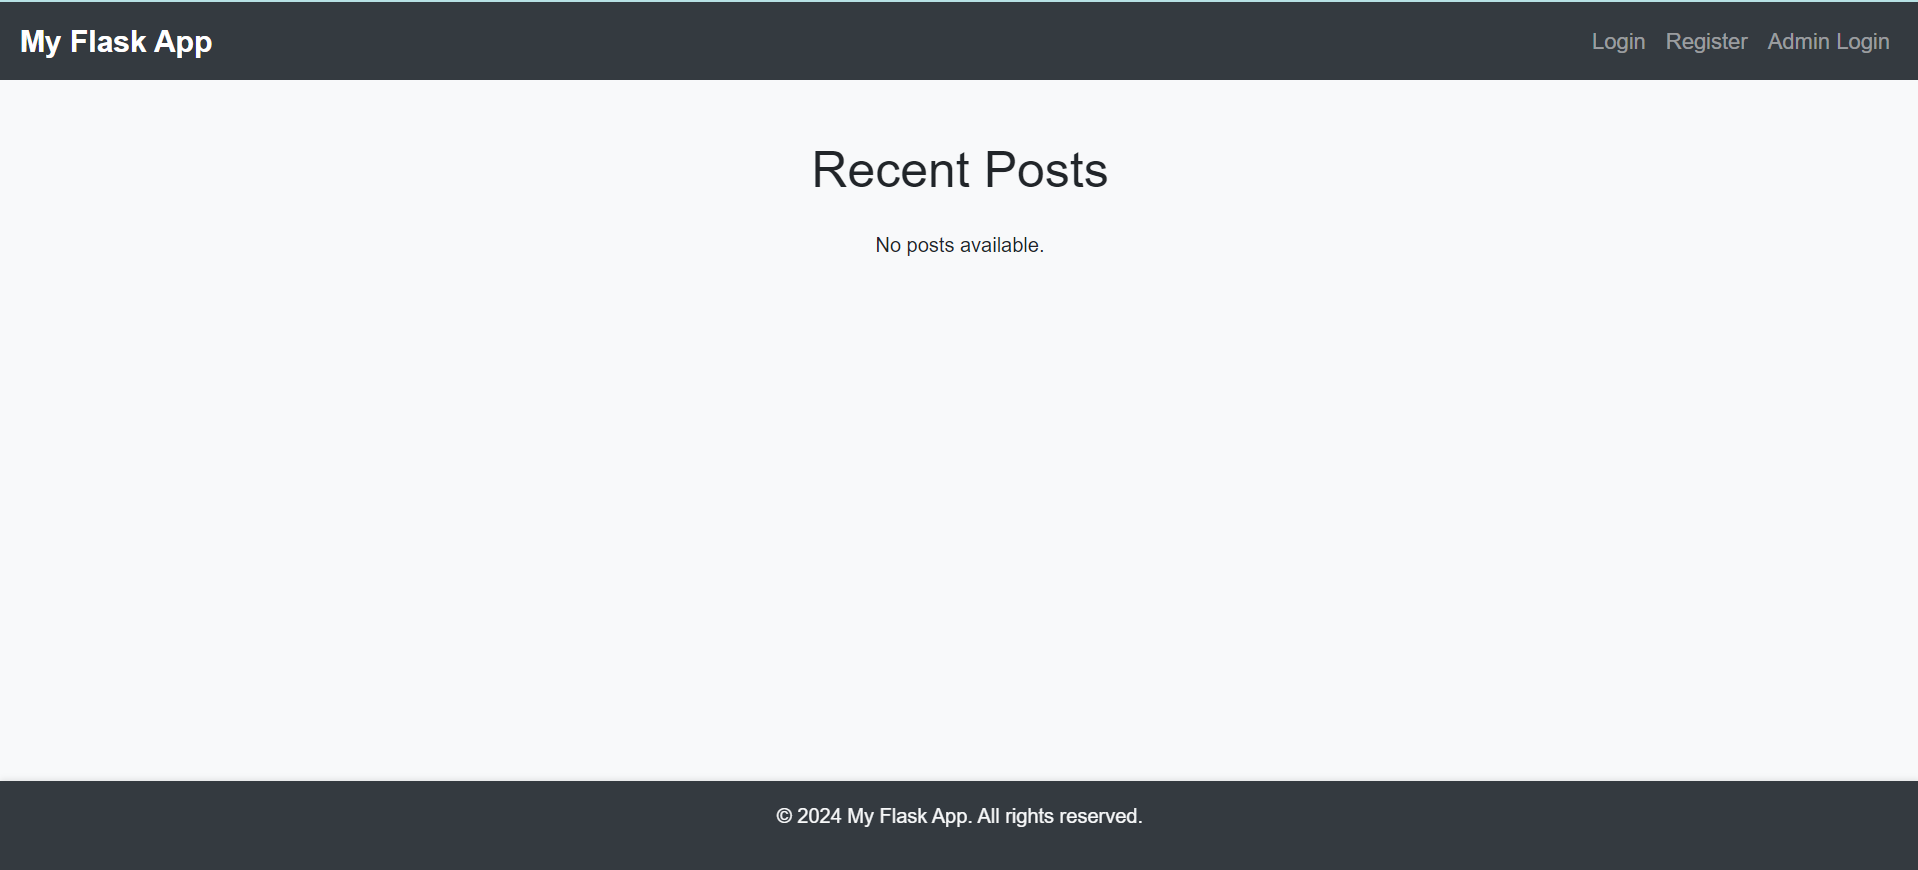 My Flask App
Login Register Admin Login
Recent Posts
No posts available.
© 2024 My Flask App. All rights reserved.